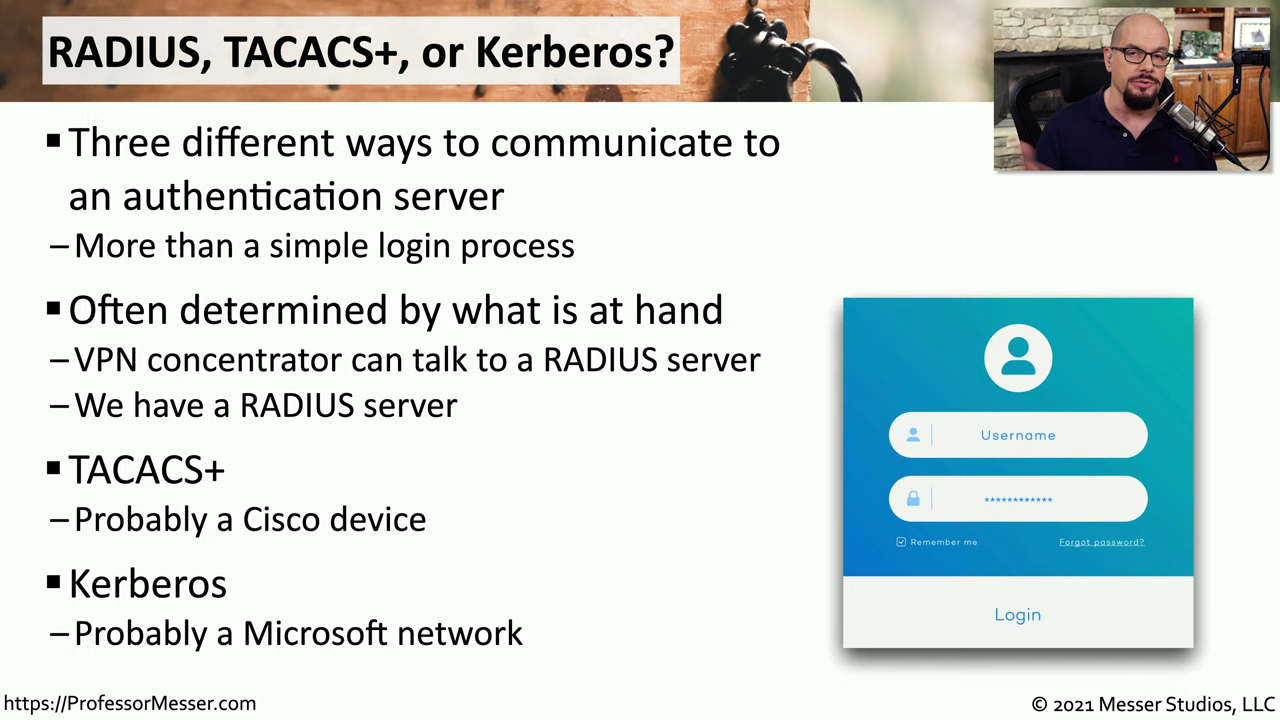 RADIUS, TACACS+, or Kerberos?
▪Three different ways to communicate to
an authentication server
–More than a simple login process
▪Often determined by what is at hand
–VPN concentrator can talk to a RADIUS server
–We have a RADIUS server
▪TACACS+
–Probably a Cisco device
▪Kerberos
–Probably a Microsoft network
Username
************
Remember me
Forgot password?
Login
https://ProfessorMesser.com
© 2021 Messer Studios, LLC